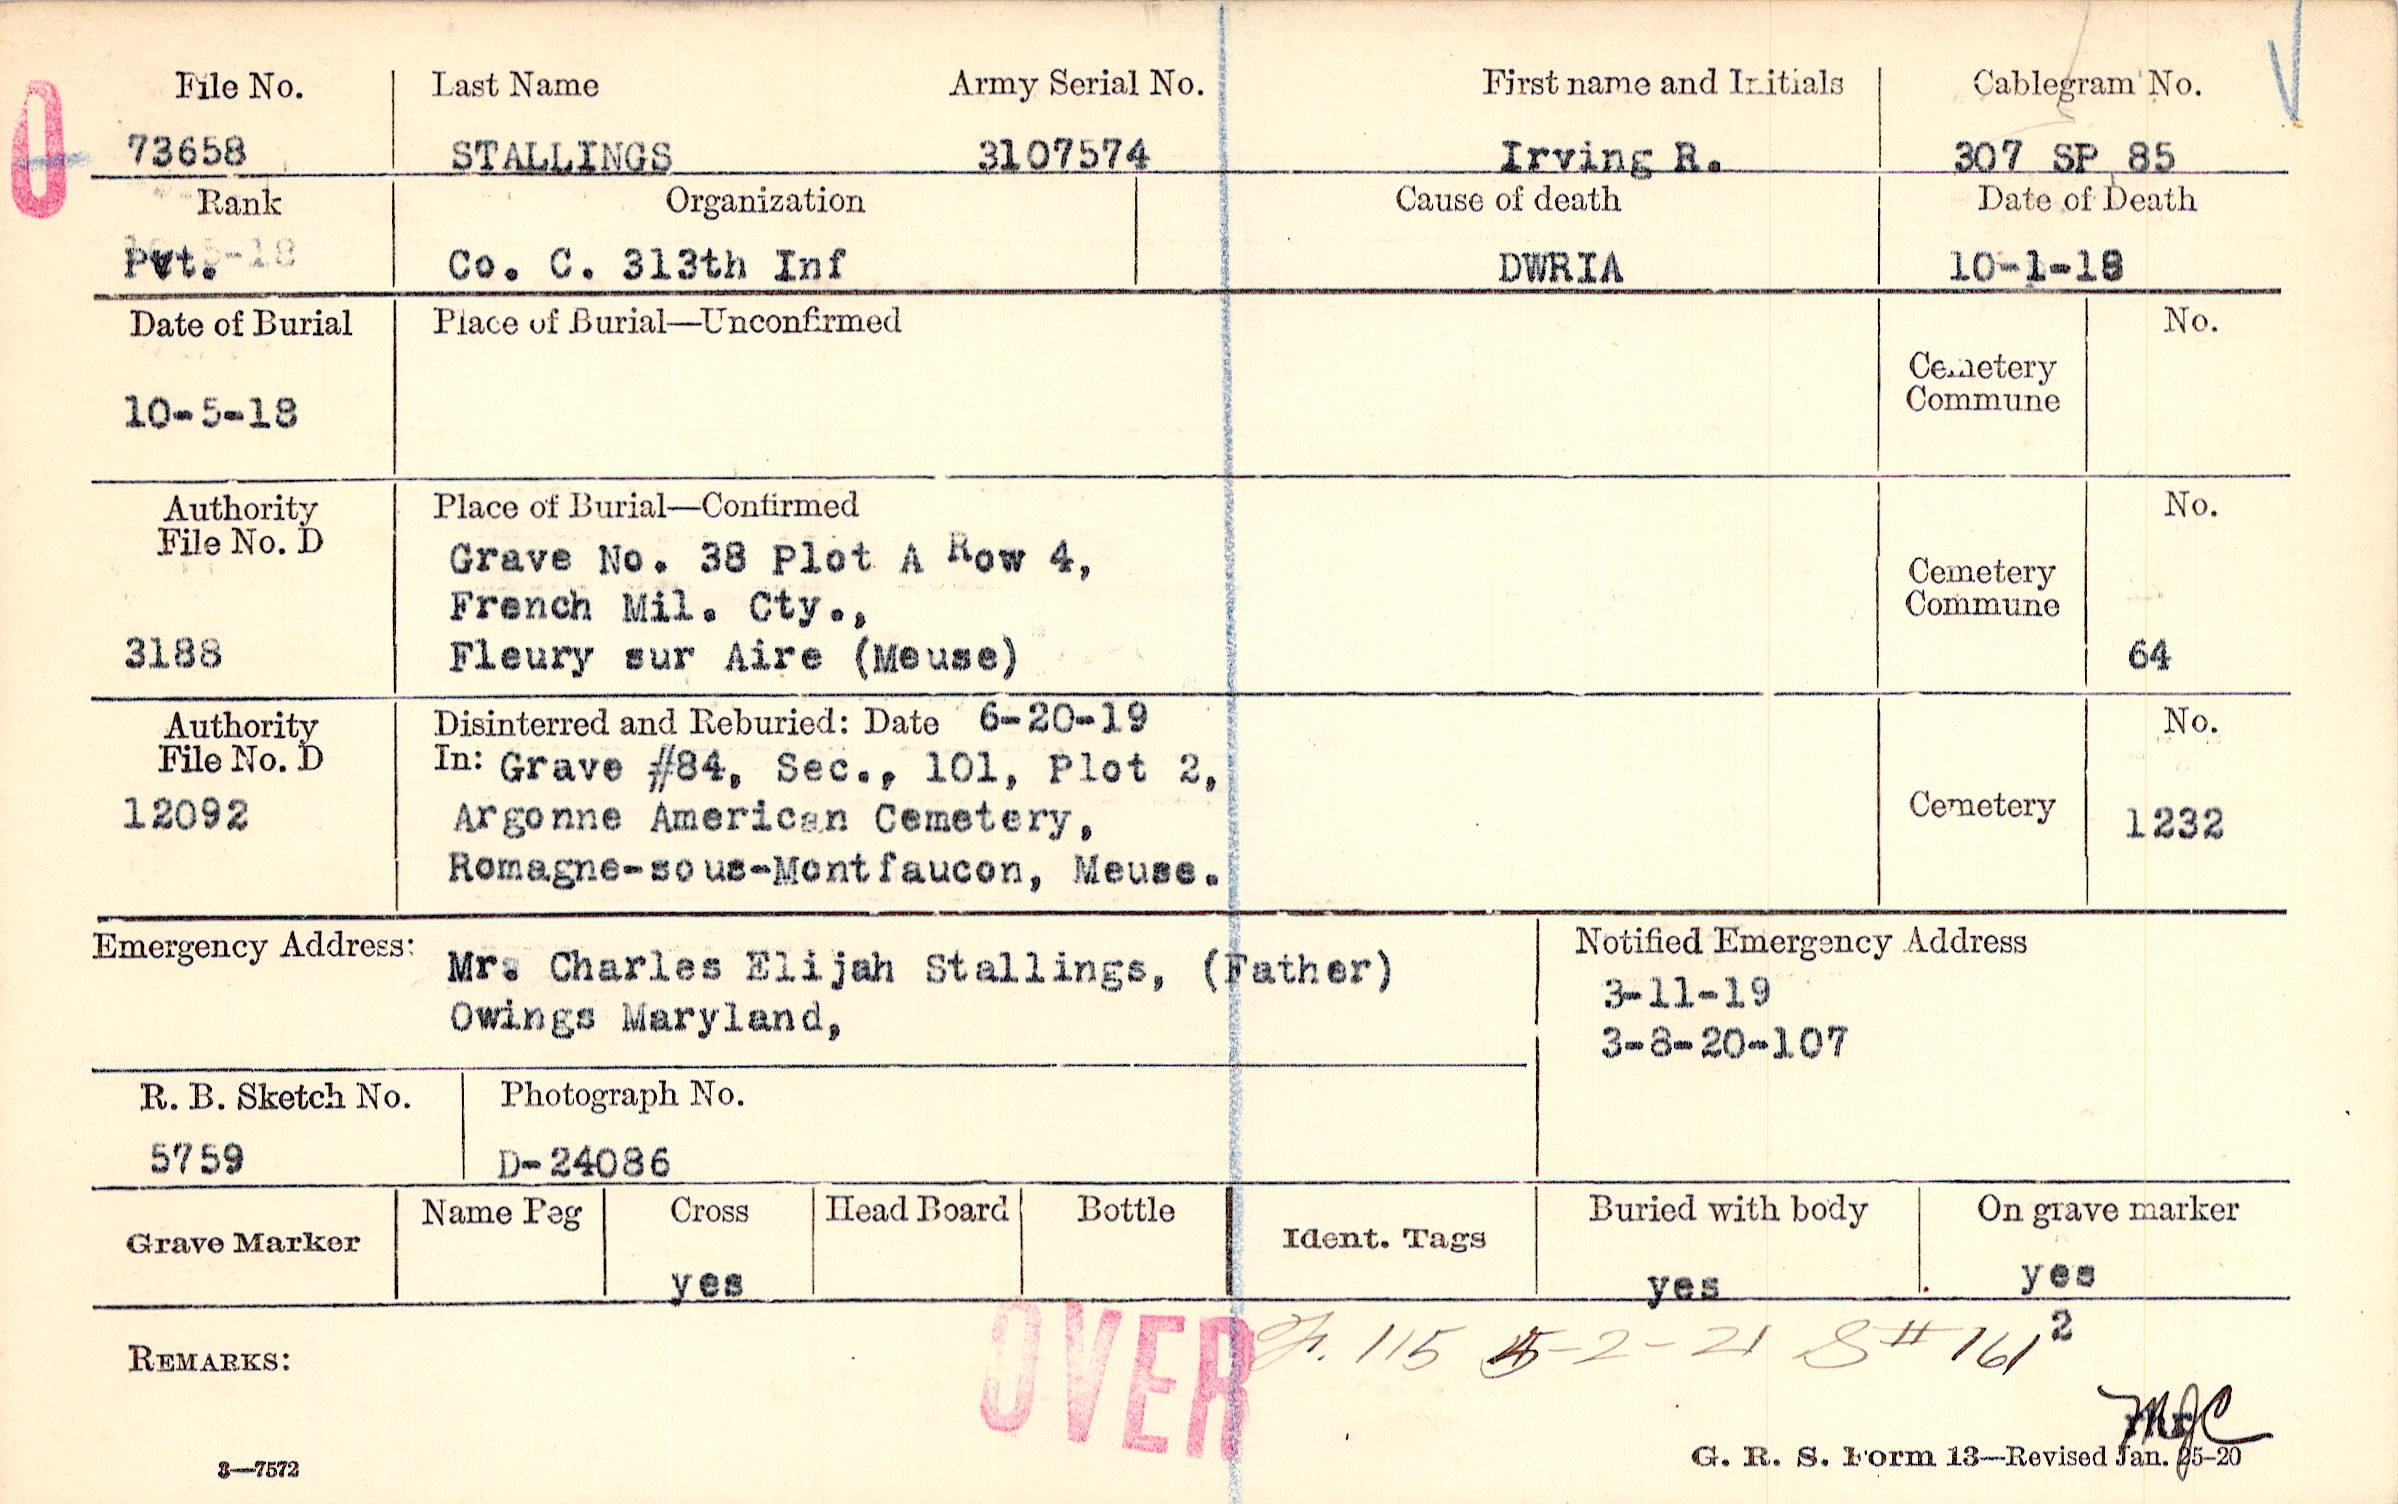 File No. Last Name Army Serial No. First name and Initials Cablegram No.
73658 STALLINGS 3107574 Irving R. 307 SP 85
Rank Organization Cause of death Date of Death
Pvt. Co. C. 313th Inf DWRIA 10-1-18
Date of Burial Place of Burial—Unconfirmed No.
Cemetery
Commune
10-5-18
Authority Place of Burial—Confirmed No.
File No. D
Grave No. 38 Plot A Row 4,
French Mil. Cty.,
Cemetery
Commune
3188 Fleury sur Aire (Meuse) 64
Authority Disinterred and Reburied: Date 6-20-19 No.
File No. D In: Grave #84, Sec., 101, Plot 2,
12092 Argonne American Cemetery, Cemetery 1232
Romagne-sous-Montfaucon, Meuse.
Emergency Address: Mr. Charles Elijah Stallings, (Father)
Owings Maryland,
Notified Emergency Address
3-11-19
3-8-20-107
R. B. Sketch No. Photograph No.
5759 D-24086
Grave Marker Name Peg Cross Head Board Bottle Ident. Tags Buried with body On grave marker
yes yes yes
2
OVER
115 5-2-21 S# 161
REMARKS:
MJC
3—7572
G. R. S. Form 13—Revised Jan. 25-20